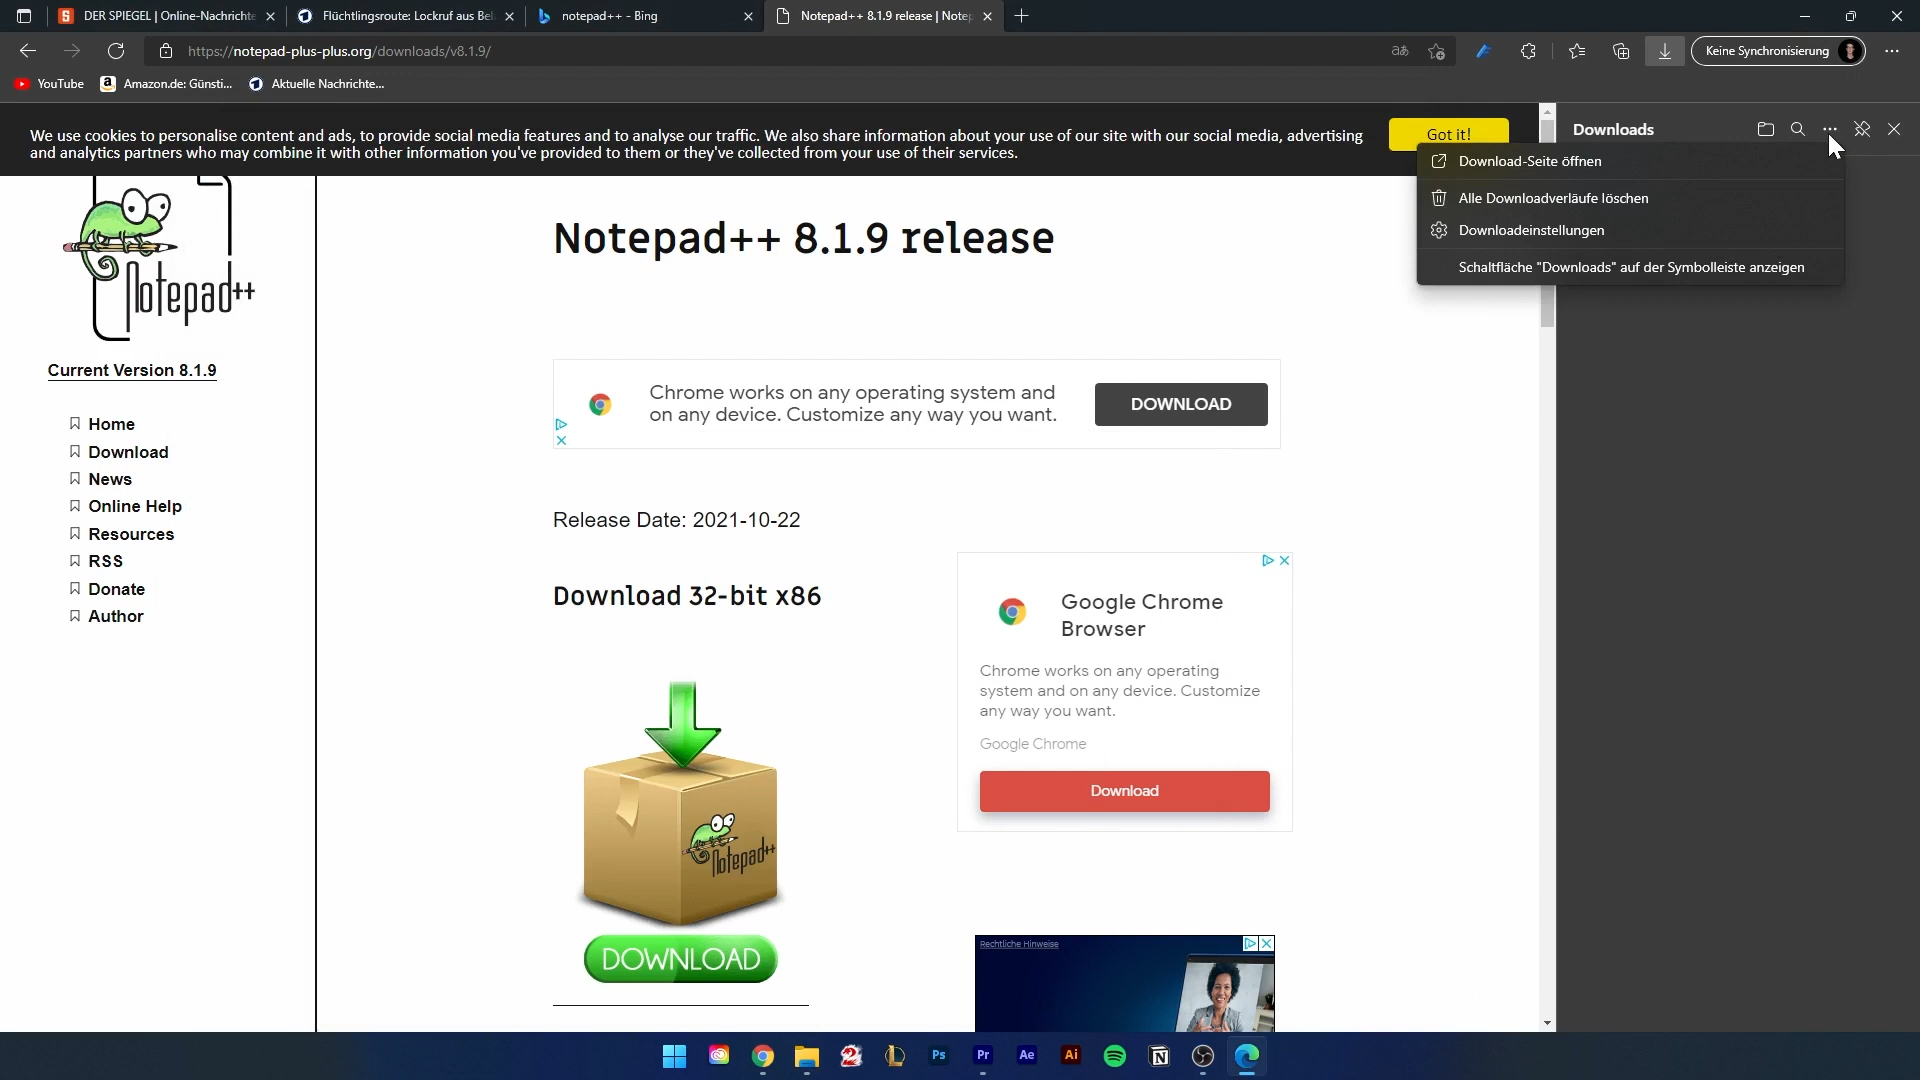 DER SPIEGEL | Online-Nachrichte
Flüchtlingsroute: Lockruf aus Bel
notepad++ - Bing
Notepad++ 8.1.9 release | Notep
https://notepad-plus-plus.org/downloads/v8.1.9/
Keine Synchronisierung
YouTube
Amazon.de: Günsti...
Aktuelle Nachrichte...
We use cookies to personalise content and ads, to provide social media features and to analyse our traffic. We also share information about your use of our site with our social media, advertising
and analytics partners who may combine it with other information you've provided to them or they've collected from your use of their services.
Got it!
Downloads
Download-Seite öffnen
Alle Downloadverläufe löschen
Downloadeinstellungen
Schaltfläche "Downloads" auf der Symbolleiste anzeigen
Notepad++
Current Version 8.1.9
Home
Download
News
Online Help
Resources
RSS
Donate
Author
Notepad++ 8.1.9 release
Chrome works on any operating system and
on any device. Customize any way you want.
DOWNLOAD
Release Date: 2021-10-22
Download 32-bit x86
Notepad++
DOWNLOAD
Google Chrome
Browser
Chrome works on any operating
system and on any device. Customize
any way you want.
Google Chrome
Download
Rechtliche Hinweise
Ps
Pr
Ae
Ai